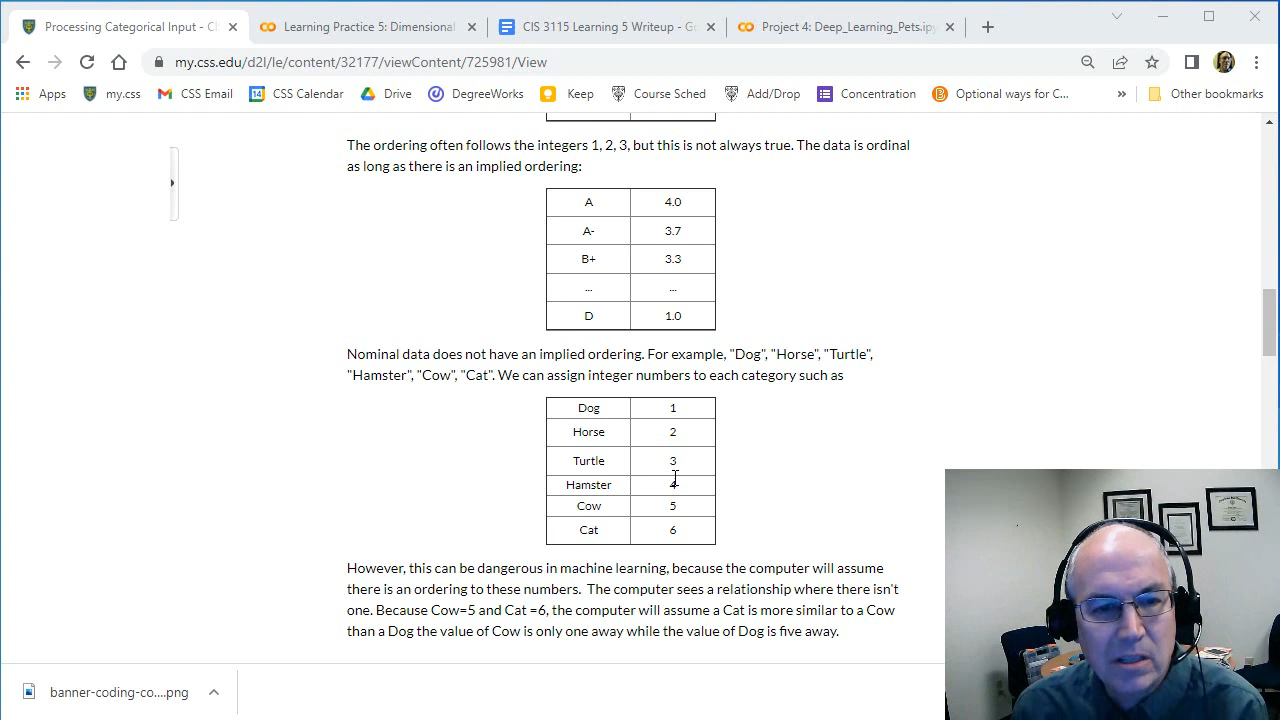 Processing Categorical Input - CI
Learning Practice 5: Dimensional
CIS 3115 Learning 5 Writeup - Go
Project 4: Deep_Learning_Pets.ipy
my.css.edu/d2l/le/content/32177/viewContent/725981/View
Apps my.css CSS Email CSS Calendar Drive DegreeWorks Keep Course Sched Add/Drop Concentration Optional ways for C... » Other bookmarks
The ordering often follows the integers 1, 2, 3, but this is not always true. The data is ordinal
as long as there is an implied ordering:
A 4.0
A- 3.7
B+ 3.3
... ...
D 1.0
Nominal data does not have an implied ordering. For example, "Dog", "Horse", "Turtle",
"Hamster", "Cow", "Cat". We can assign integer numbers to each category such as
Dog 1
Horse 2
Turtle 3
Hamster 4
Cow 5
Cat 6
However, this can be dangerous in machine learning, because the computer will assume
there is an ordering to these numbers. The computer sees a relationship where there isn't
one. Because Cow=5 and Cat =6, the computer will assume a Cat is more similar to a Cow
than a Dog the value of Cow is only one away while the value of Dog is five away.
banner-coding-co....png